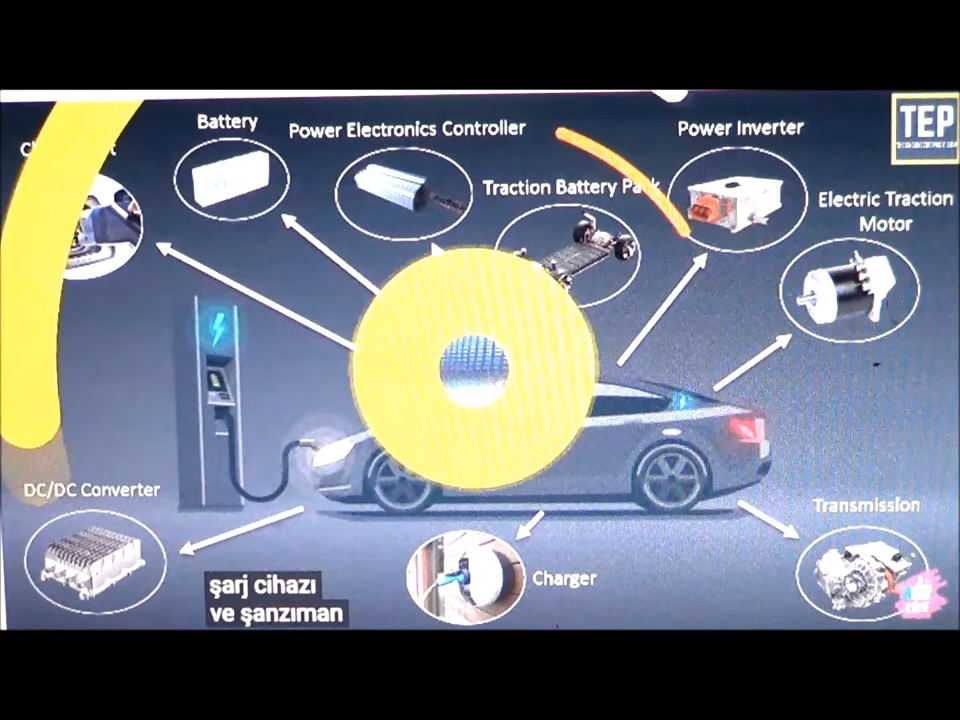 Battery
Power Electronics Controller
Power Inverter
TEP
Traction Battery Pack
Electric Traction
Motor
DC/DC Converter
Transmission
Charger
şarj cihazı
ve şanzıman